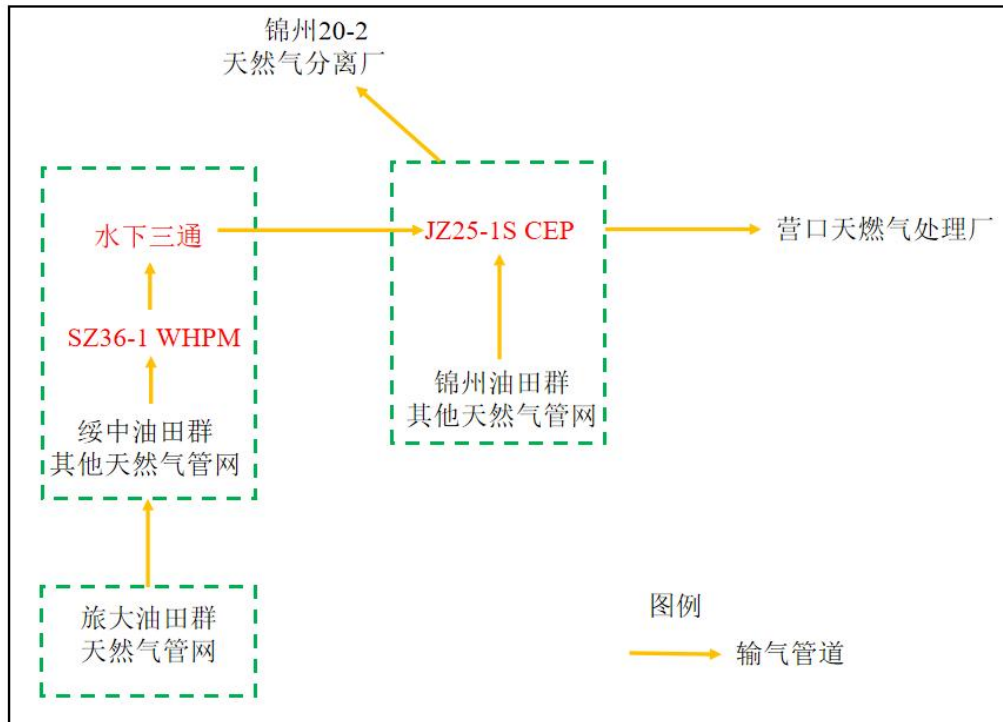 锦州20-2
天然气分离厂
水下三通
JZ25-1S CEP
营口天燃气处理厂
SZ36-1 WHPM
锦州油田群
其他天然气管网
绥中油田群
其他天然气管网
旅大油田群
天然气管网
图例
输气管道